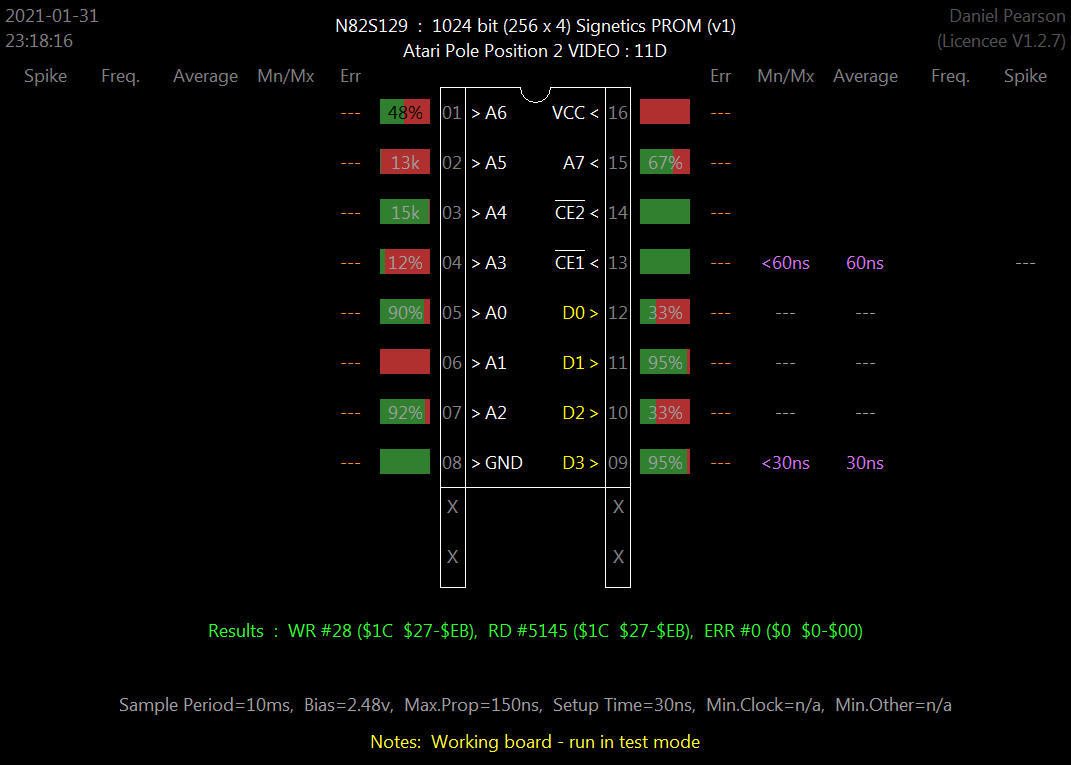 2021-01-31 N82S129 : 1024 bit (256 x 4) Signetics PROM (v1) Daniel Pearson
23:18:16 Atari Pole Position 2 VIDEO : 11D (Licencee V1.2.7)
Spike Freq. Average Mn/Mx Err Err Mn/Mx Average Freq. Spike
--- 48% 01 > A6 VCC < 16 ---
--- 13k 02 > A5 A7 < 15 67% ---
--- 15k 03 > A4 CE2 < 14 ---
--- 12% 04 > A3 CE1 < 13 --- <60ns 60ns ---
--- 90% 05 > A0 D0 > 12 33% --- --- ---
--- 06 > A1 D1 > 11 95% --- --- ---
--- 92% 07 > A2 D2 > 10 33% --- --- ---
--- 08 > GND D3 > 09 95% --- <30ns 30ns
X X
X X
Results : WR #28 ($1C $27-$EB), RD #5145 ($1C $27-$EB), ERR #0 ($0 $0-$00)
Sample Period=10ms, Bias=2.48v, Max.Prop=150ns, Setup Time=30ns, Min.Clock=n/a, Min.Other=n/a
Notes: Working board - run in test mode